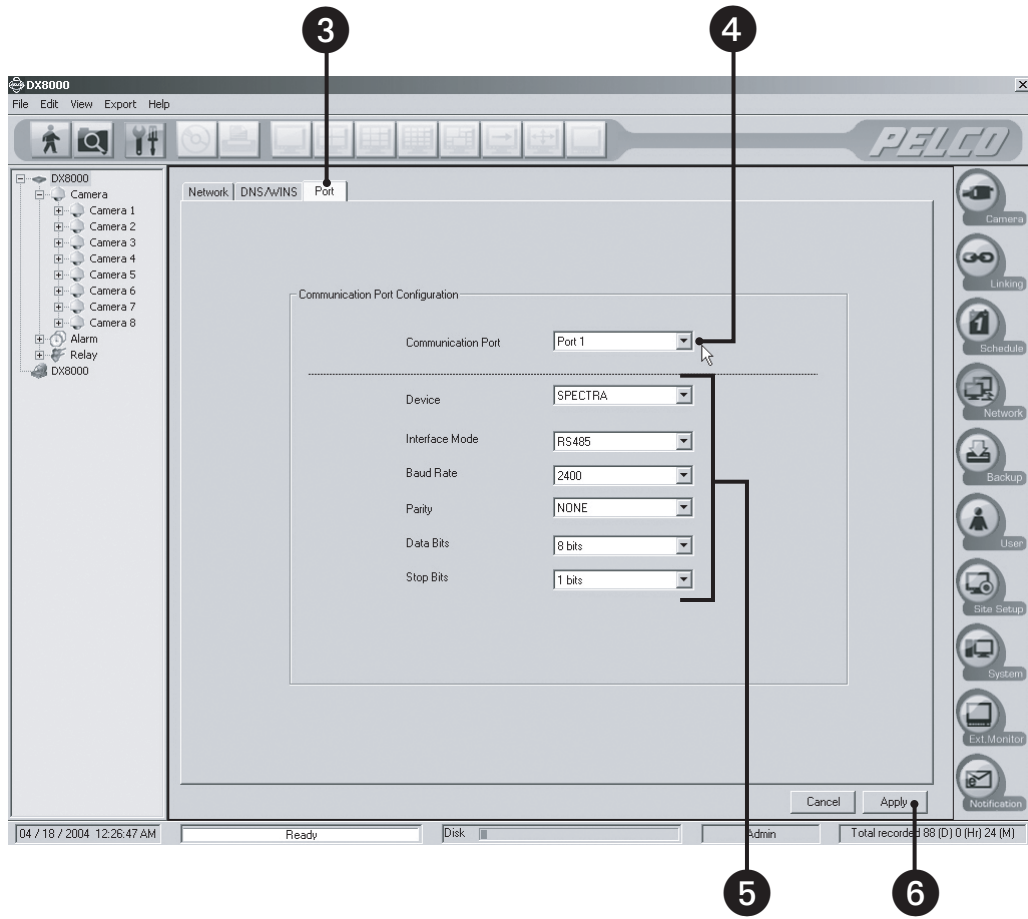 3
4
DX8000
File Edit View Export Help
PELCO
DX8000
Camera
Camera 1
Camera 2
Camera 3
Camera 4
Camera 5
Camera 6
Camera 7
Camera 8
Alarm
Relay
DX8000
Network
DNS/WINS
Port
Communication Port Configuration
Communication Port
Port 1
Device
SPECTRA
Interface Mode
RS485
Baud Rate
2400
Parity
NONE
Data Bits
8 bits
Stop Bits
1 bits
Cancel
Apply
Camera
Linking
Schedule
Network
Backup
User
Site Setup
System
Ext.Monitor
Notification
04 / 18 / 2004 12:26:47 AM
Ready
Disk
Admin
Total recorded 88 (D) 0 (Hr) 24 (M)
5
6